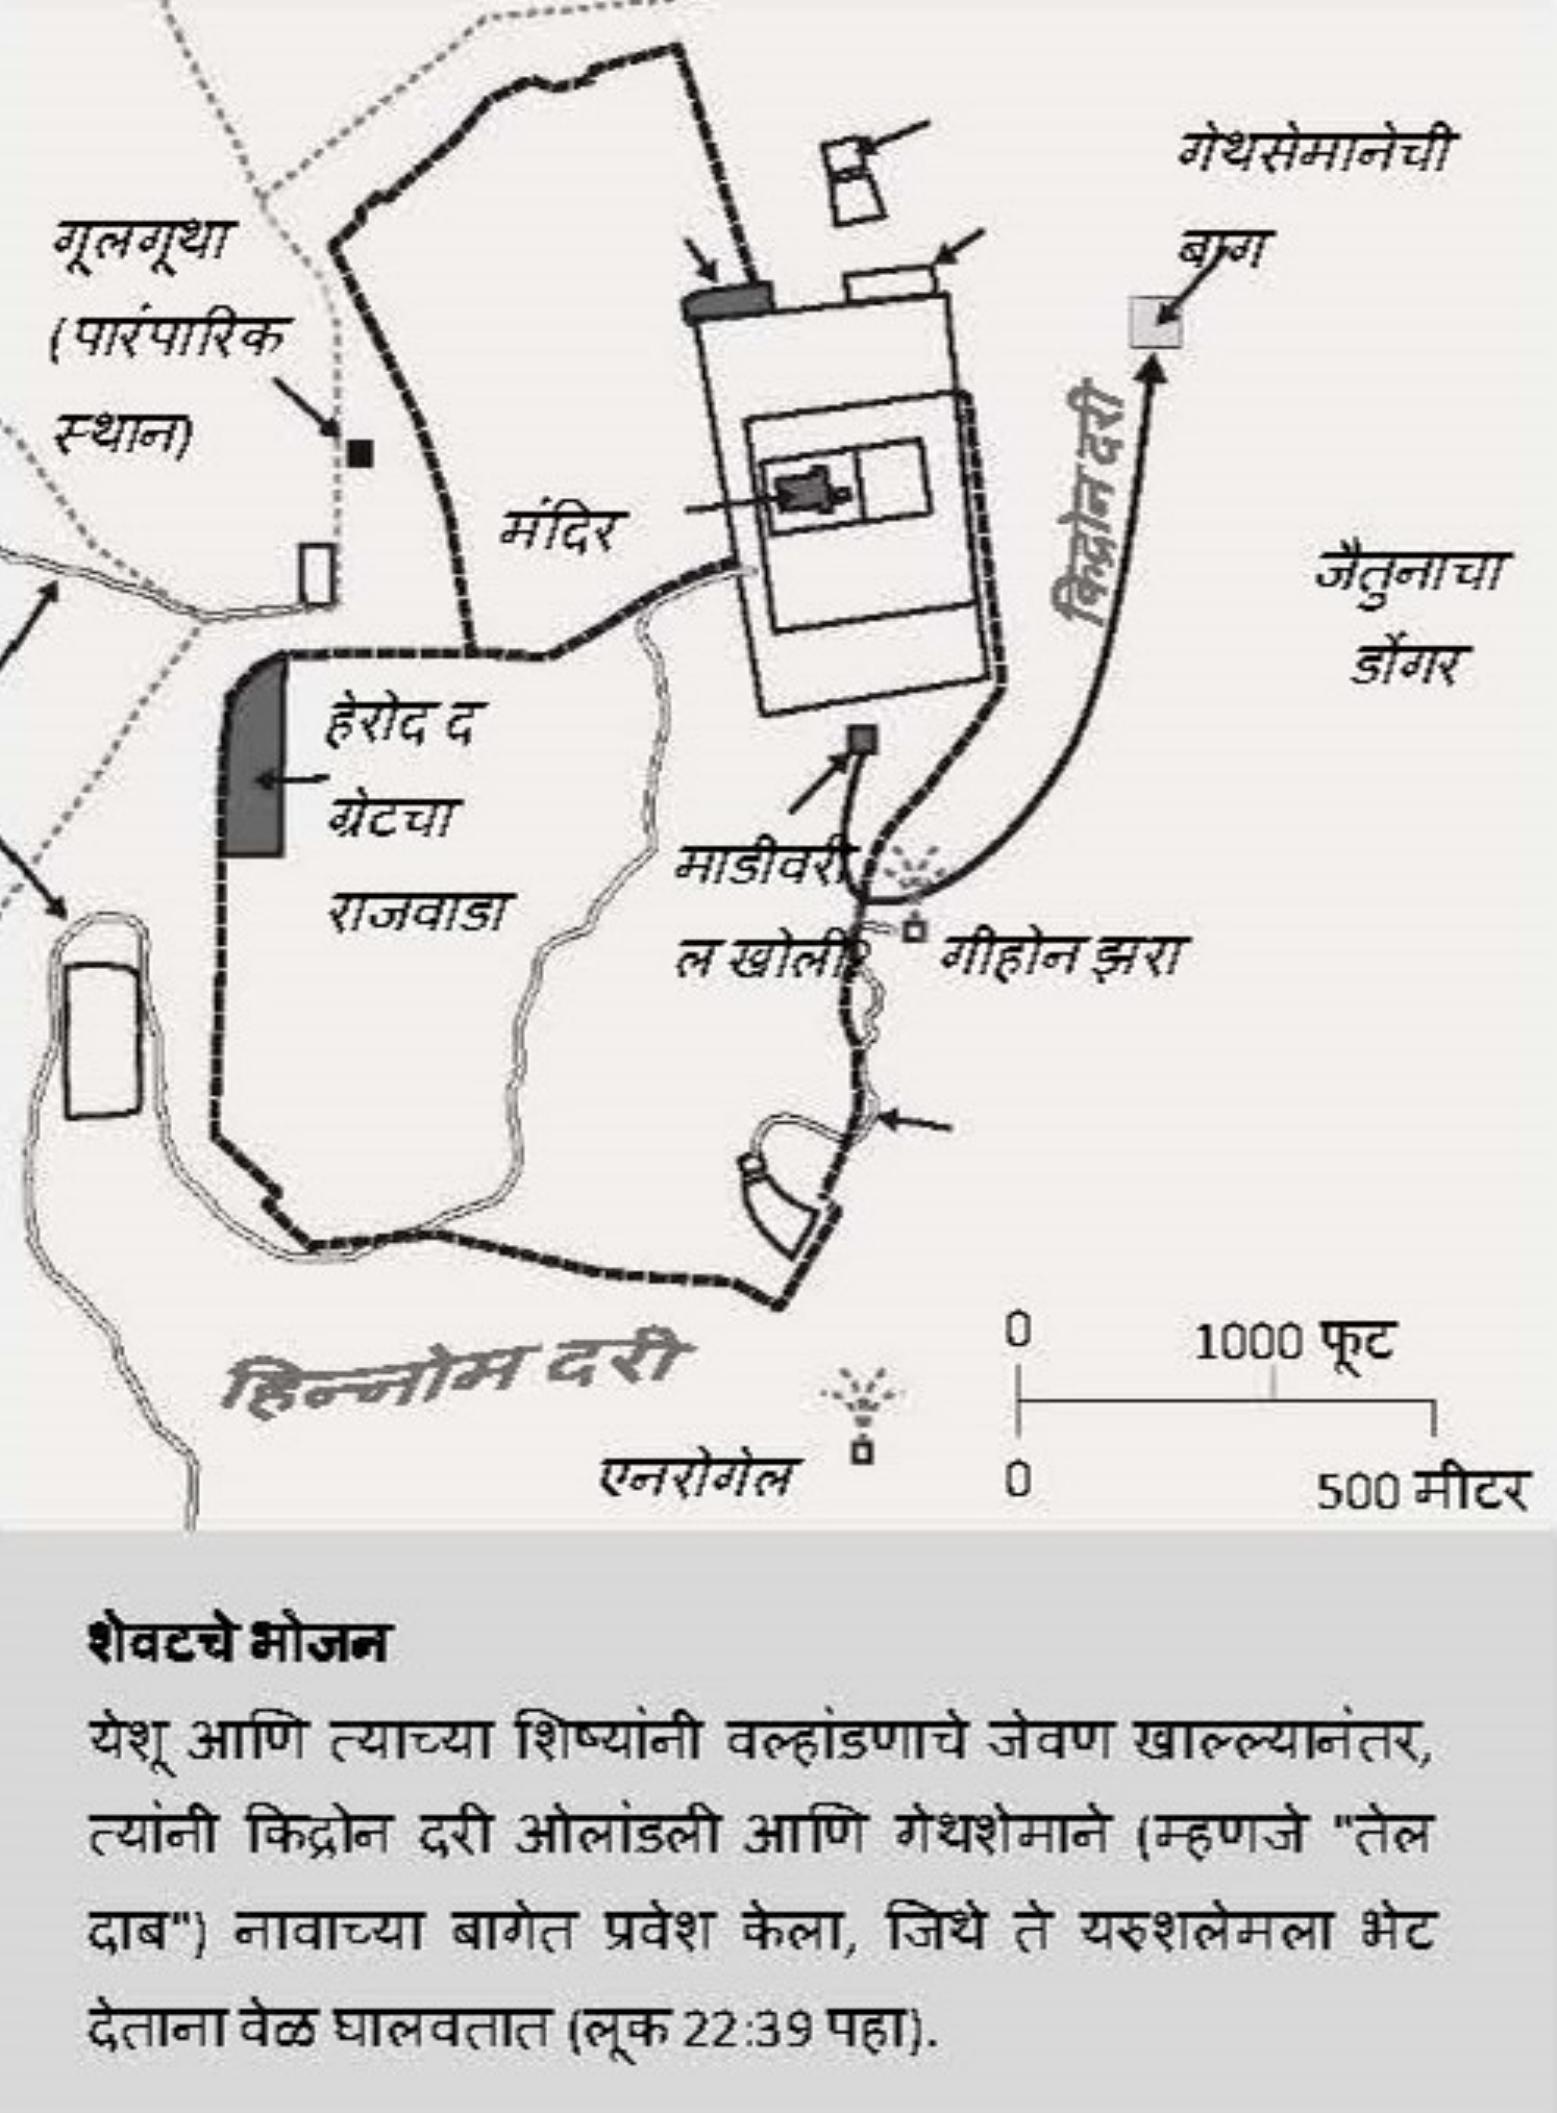 गेथसेमानेची
बाग
गूलगूथा
(पारंपारिक
स्थान)
किद्रोन दरी
मंदिर
जैतुनाचा
डोंगर
हेरोद द
ग्रेटचा
राजवाडा
माडीवरी
ल खोली?
गीहोन झरा
हिन्नोम दरी
एनरोगेल
0 1000 फूट
0 500 मीटर
शेवटचे भोजन
येशू आणि त्याच्या शिष्यांनी वल्हांडणाचे जेवण खाल्ल्यानंतर,
त्यांनी किद्रोन दरी ओलांडली आणि गेथशेमाने (म्हणजे "तेल
दाब") नावाच्या बागेत प्रवेश केला, जिथे ते यरुशलेमला भेट
देताना वेळ घालवतात (लूक 22:39 पहा).